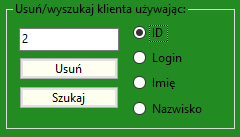 Usuń/wyszukaj klienta używając:
2
ID
Login
Usuń
Imię
Szukaj
Nazwisko